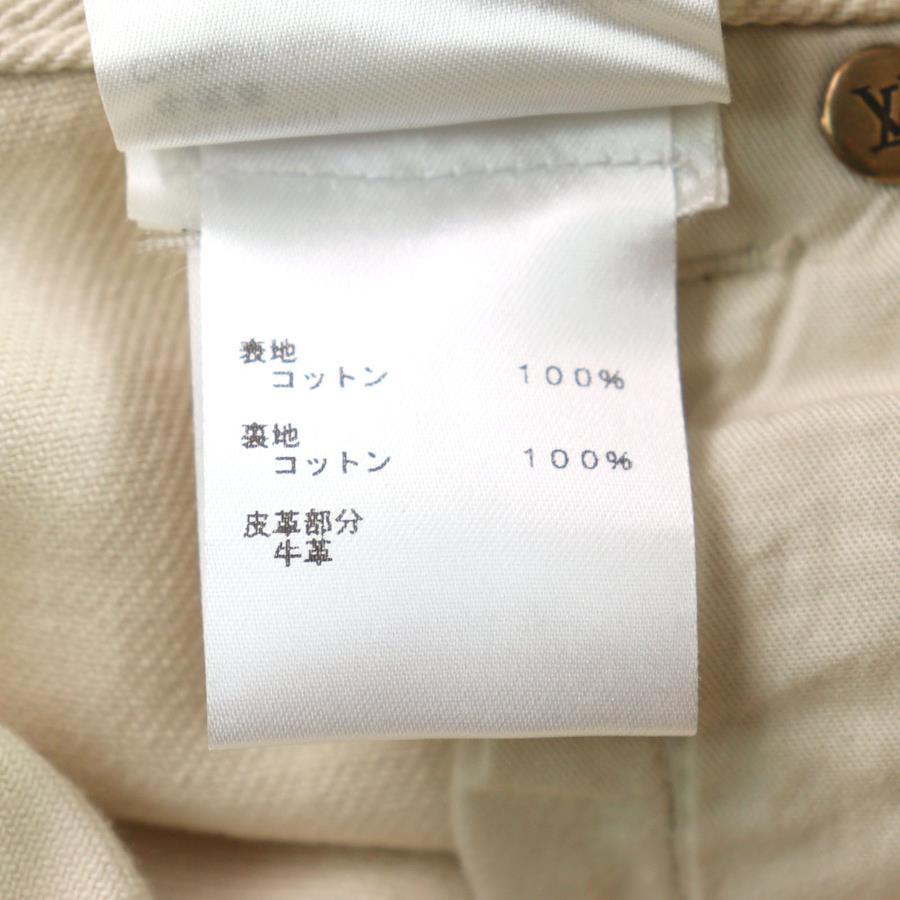 表地
コットン 100%
裏地
コットン 100%
皮革部分
牛革